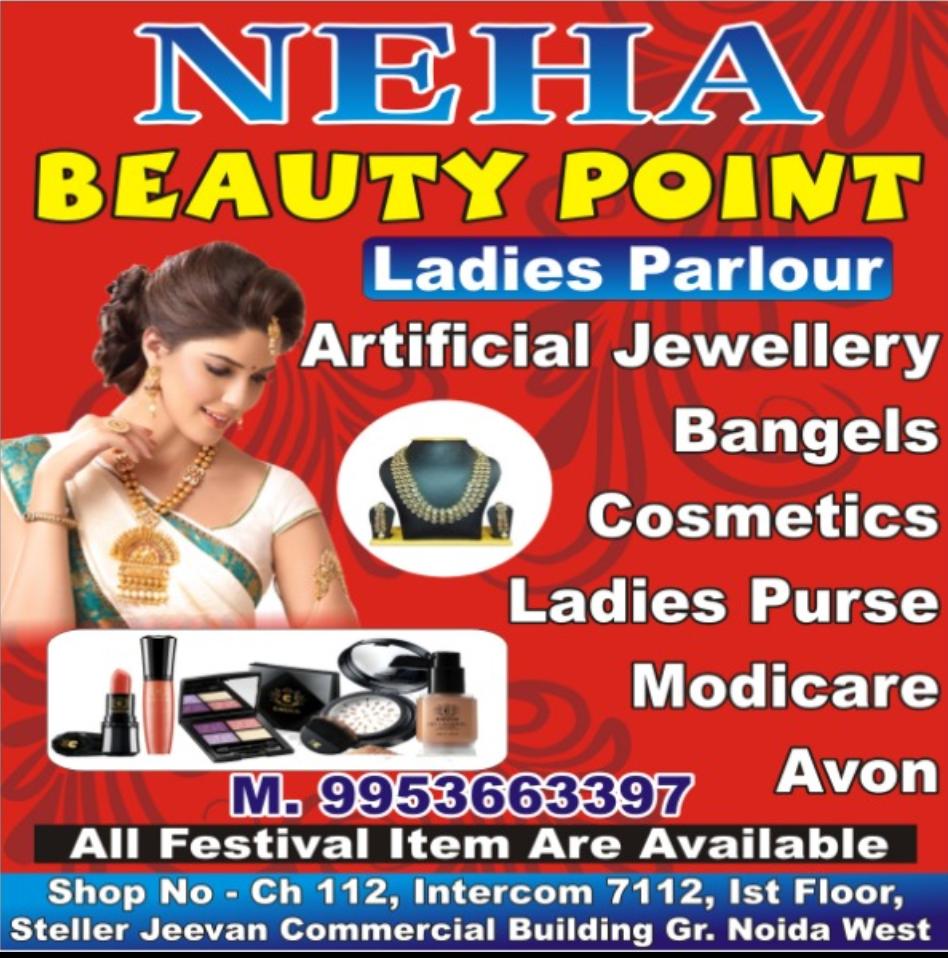 NEHA
BEAUTY POINT
Ladies Parlour
Artificial Jewellery
Bangels
Cosmetics
Ladies Purse
Modicare
Avon
M. 9953663397
All Festival Item Are Available
Shop No - Ch 112, Intercom 7112, Ist Floor,
Steller Jeevan Commercial Building Gr. Noida West